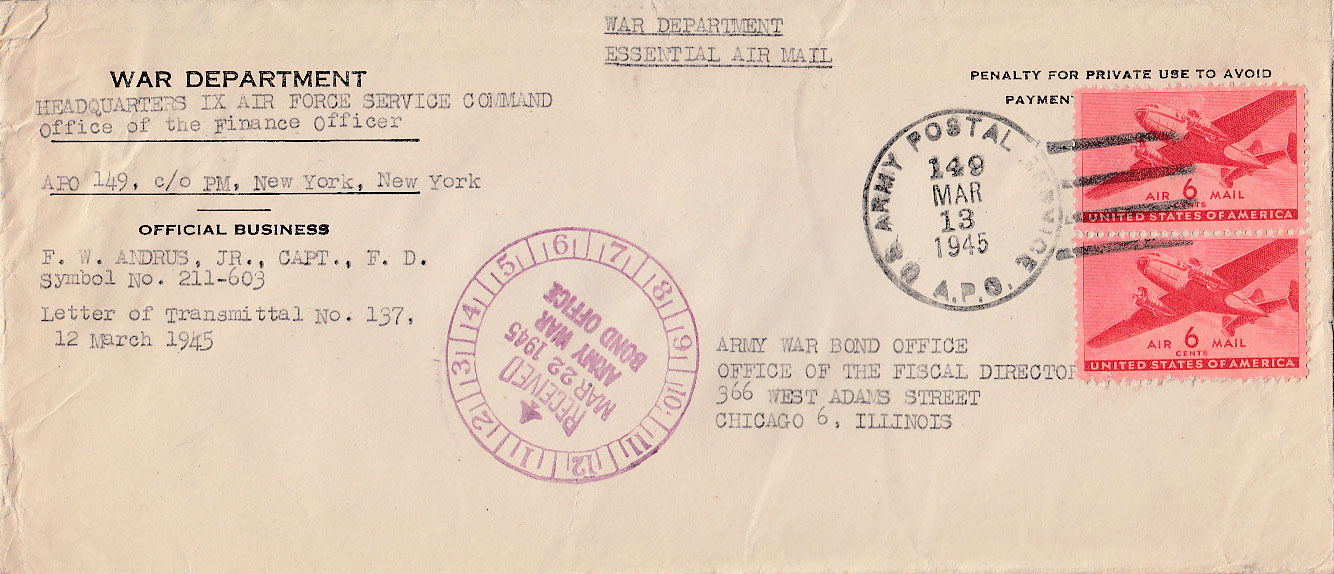 WAR DEPARTMENT
ESSENTIAL AIR MAIL
WAR DEPARTMENT
HEADQUARTERS IX AIR FORCE SERVICE COMMAND
Office of the Finance Officer
APO 149, c/o PM, New York, New York
OFFICIAL BUSINESS
F. W. ANDRUS, JR., CAPT., F. D.
Symbol No. 211-603
Letter of Transmittal No. 137,
12 March 1945
PENALTY FOR PRIVATE USE TO AVOID
PAYMENT
U.S. ARMY POSTAL SERVICE
149
MAR
13
1945
A.P.O.
AIR 6 MAIL
CENTS
UNITED STATES OF AMERICA
AIR 6 MAIL
CENTS
UNITED STATES OF AMERICA
1 2 3 4 5 6 7 8 9 10 11 12
RECEIVED
MAR 22 1945
ARMY WAR
BOND OFFICE
ARMY WAR BOND OFFICE
OFFICE OF THE FISCAL DIRECTOR
366 WEST ADAMS STREET
CHICAGO 6, ILLINOIS